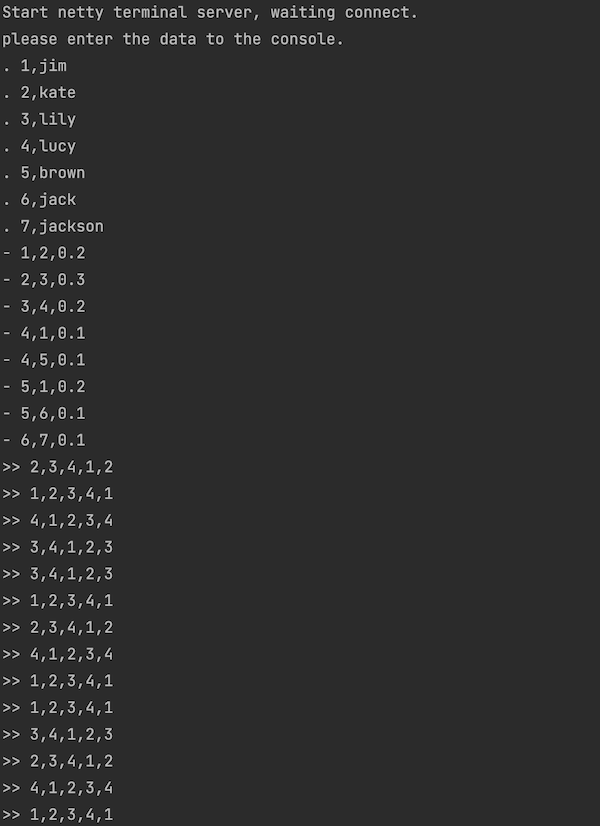 Start netty terminal server, waiting connect.
please enter the data to the console.
. 1,jim
. 2,kate
. 3,lily
. 4,lucy
. 5,brown
. 6,jack
. 7,jackson
- 1,2,0.2
- 2,3,0.3
- 3,4,0.2
- 4,1,0.1
- 4,5,0.1
- 5,1,0.2
- 5,6,0.1
- 6,7,0.1
>> 2,3,4,1,2
>> 1,2,3,4,1
>> 4,1,2,3,4
>> 3,4,1,2,3
>> 3,4,1,2,3
>> 1,2,3,4,1
>> 2,3,4,1,2
>> 4,1,2,3,4
>> 1,2,3,4,1
>> 1,2,3,4,1
>> 3,4,1,2,3
>> 2,3,4,1,2
>> 4,1,2,3,4
>> 1,2,3,4,1